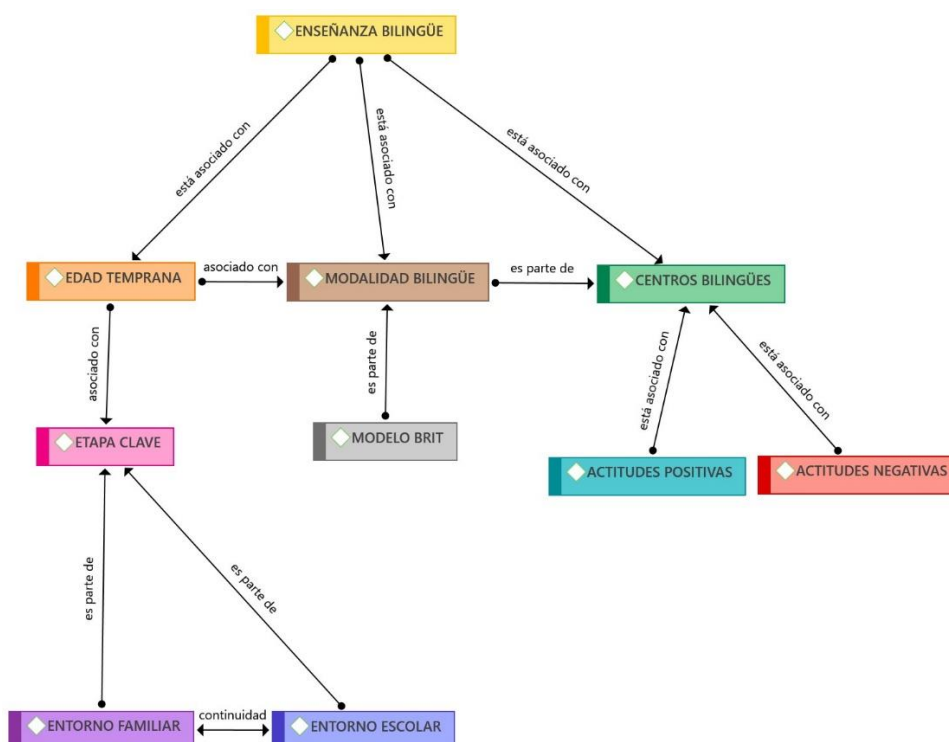 ENSEÑANZA BILINGÜE
está asociado con
está asociado con
está asociado con
EDAD TEMPRANA
asociado con
MODALIDAD BILINGÜE
es parte de
CENTROS BILINGÜES
asociado con
es parte de
está asociado con
está asociado con
ETAPA CLAVE
MODELO BRIT
ACTITUDES POSITIVAS
ACTITUDES NEGATIVAS
es parte de
es parte de
ENTORNO FAMILIAR
continuidad
ENTORNO ESCOLAR